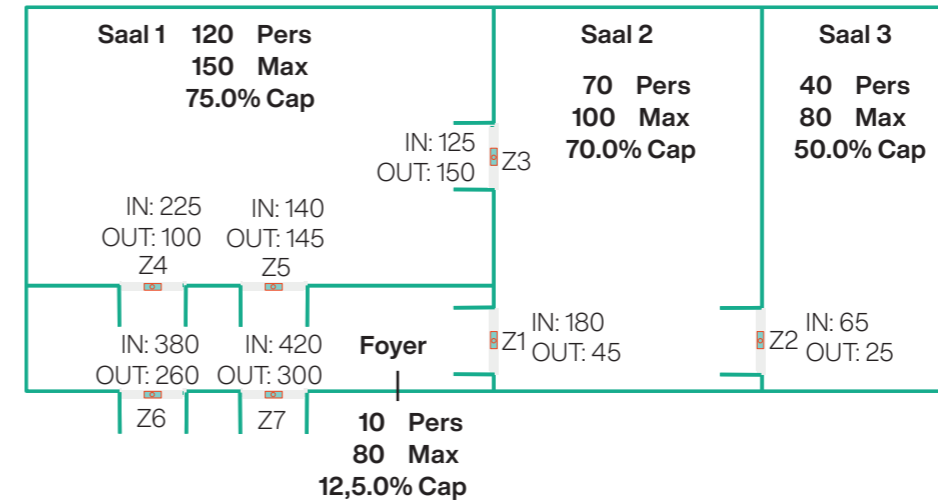 Saal 1 120 Pers
150 Max
75.0% Cap
Saal 2
70 Pers
100 Max
70.0% Cap
Saal 3
40 Pers
80 Max
50.0% Cap
IN: 125
OUT: 150
Z3
IN: 225
OUT: 100
Z4
IN: 140
OUT: 145
Z5
IN: 380
OUT: 260
Z6
IN: 420
OUT: 300
Z7
Foyer
10 Pers
80 Max
12,5.0% Cap
Z1
IN: 180
OUT: 45
Z2
IN: 65
OUT: 25